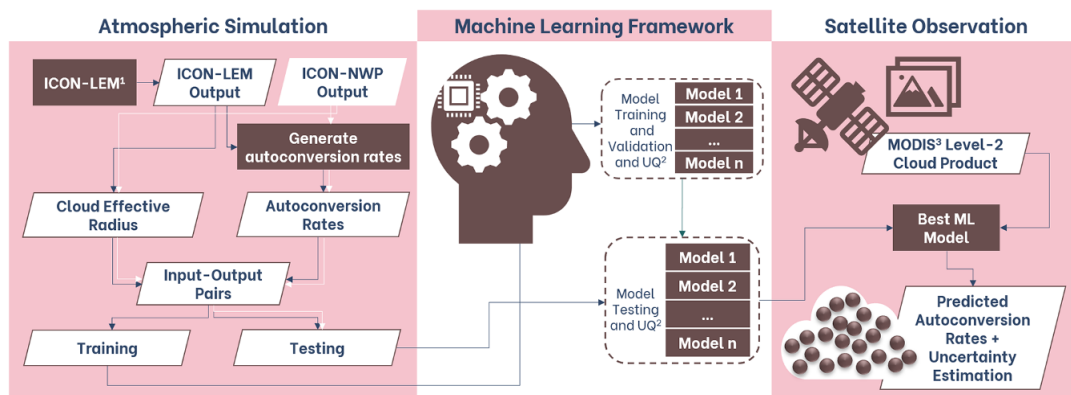 Atmospheric Simulation
Machine Learning Framework
Satellite Observation
ICON-LEM¹
ICON-LEM
Output
ICON-NWP
Output
Generate
autoconversion rates
Cloud Effective
Radius
Autoconversion
Rates
Input-Output
Pairs
Training
Testing
Model
Training
and
Validation
and UQ²
Model 1
Model 2
...
Model n
Model
Testing
and UQ²
Model 1
Model 2
...
Model n
MODIS³ Level-2
Cloud Product
Best ML
Model
Predicted
Autoconversion
Rates +
Uncertainty
Estimation